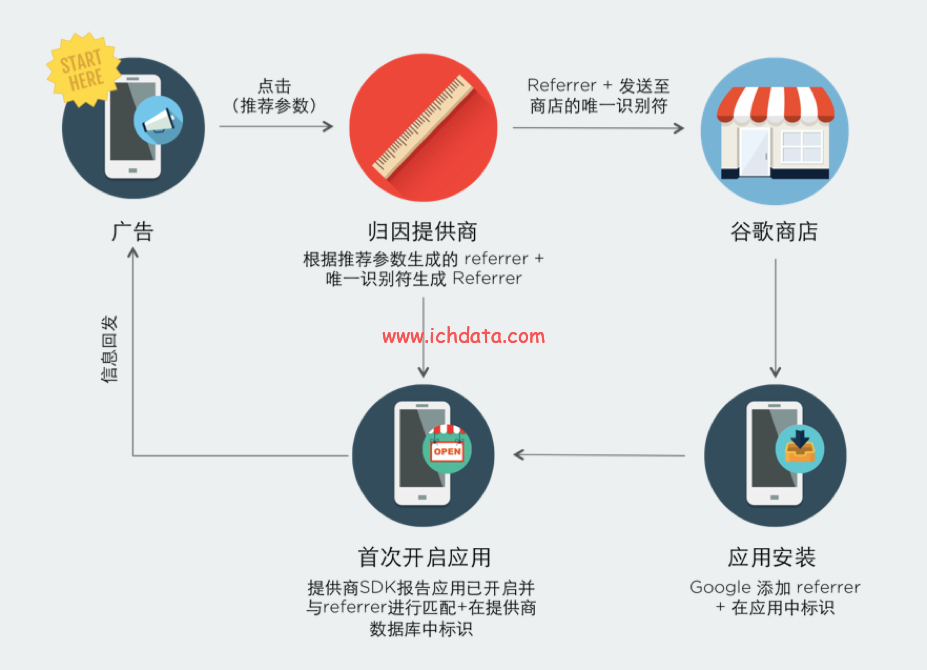 START
HERE
点击
(推荐参数)
Referrer + 发送至
商店的唯一识别符
广告
归因提供商
根据推荐参数生成的 referrer +
唯一识别符生成 Referrer
谷歌商店
信息回发
www.ichdata.com
OPEN
首次开启应用
提供商SDK报告应用已开启并
与referrer进行匹配+在提供商
数据库中标识
应用安装
Google 添加 referrer
+ 在应用中标识